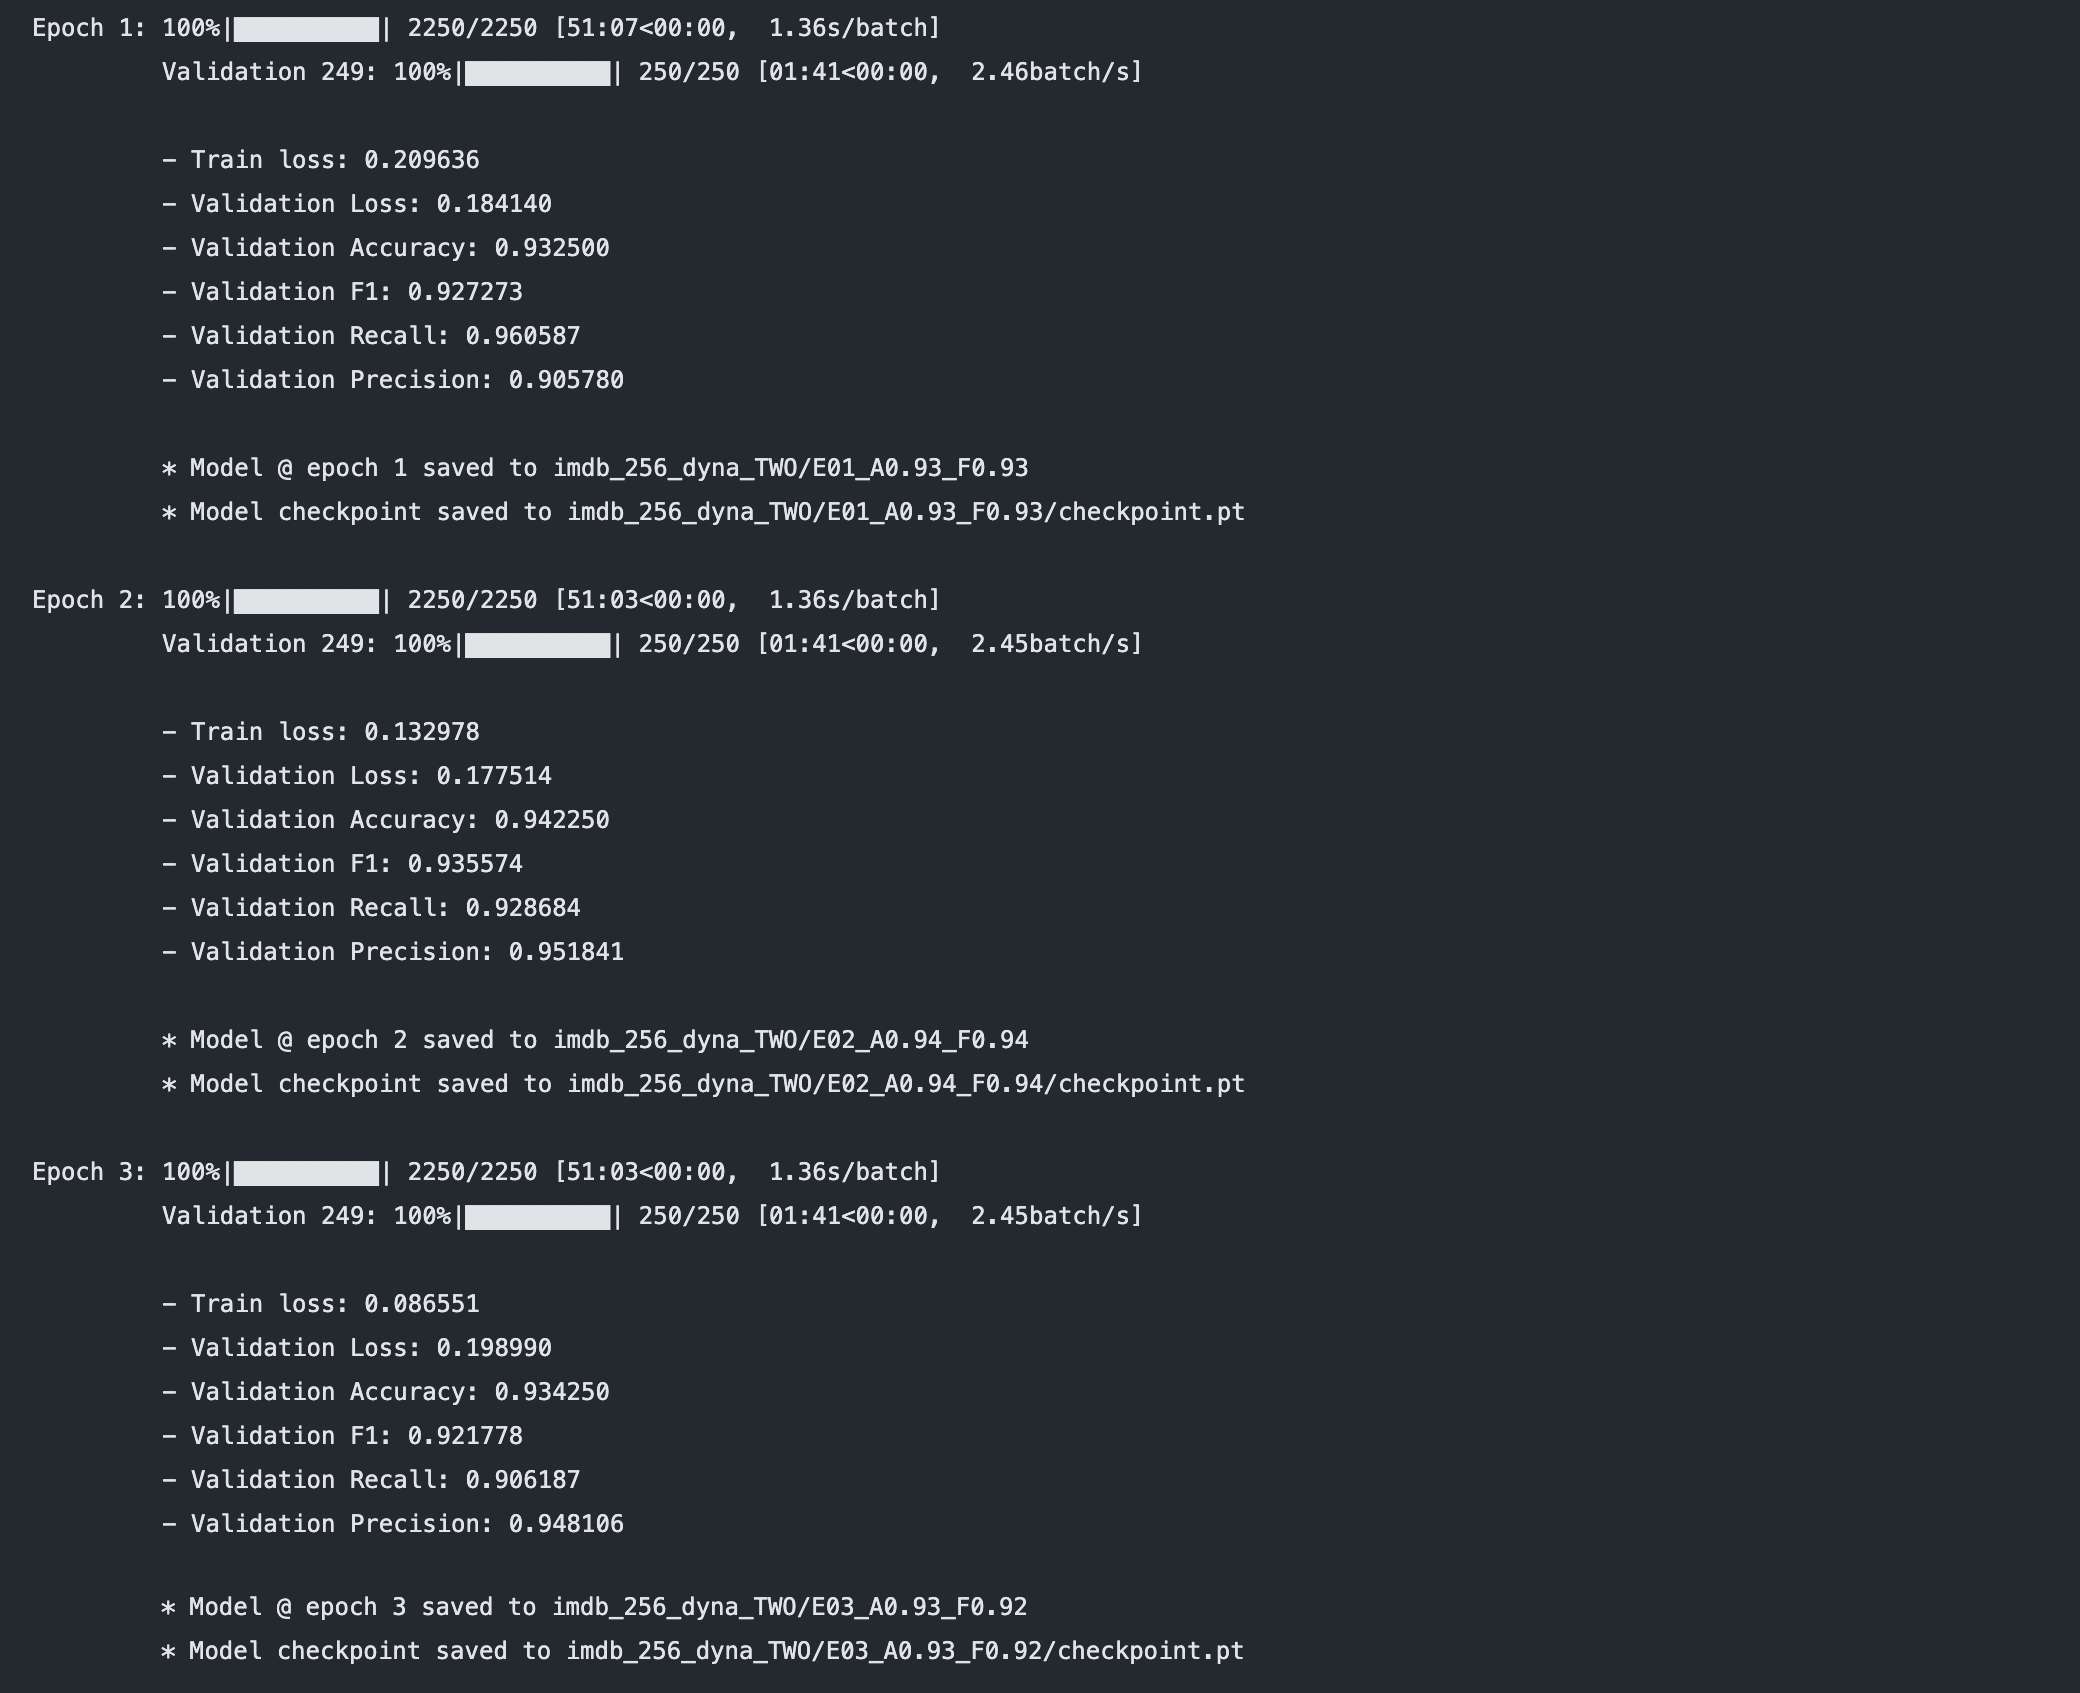 Epoch 1: 100%|██████████| 2250/2250 [51:07<00:00,  1.36s/batch]
Validation 249: 100%|██████████| 250/250 [01:41<00:00,  2.46batch/s]
- Train loss: 0.209636
- Validation Loss: 0.184140
- Validation Accuracy: 0.932500
- Validation F1: 0.927273
- Validation Recall: 0.960587
- Validation Precision: 0.905780
* Model @ epoch 1 saved to imdb_256_dyna_TWO/E01_A0.93_F0.93
* Model checkpoint saved to imdb_256_dyna_TWO/E01_A0.93_F0.93/checkpoint.pt
Epoch 2: 100%|██████████| 2250/2250 [51:03<00:00,  1.36s/batch]
Validation 249: 100%|██████████| 250/250 [01:41<00:00,  2.45batch/s]
- Train loss: 0.132978
- Validation Loss: 0.177514
- Validation Accuracy: 0.942250
- Validation F1: 0.935574
- Validation Recall: 0.928684
- Validation Precision: 0.951841
* Model @ epoch 2 saved to imdb_256_dyna_TWO/E02_A0.94_F0.94
* Model checkpoint saved to imdb_256_dyna_TWO/E02_A0.94_F0.94/checkpoint.pt
Epoch 3: 100%|██████████| 2250/2250 [51:03<00:00,  1.36s/batch]
Validation 249: 100%|██████████| 250/250 [01:41<00:00,  2.45batch/s]
- Train loss: 0.086551
- Validation Loss: 0.198990
- Validation Accuracy: 0.934250
- Validation F1: 0.921778
- Validation Recall: 0.906187
- Validation Precision: 0.948106
* Model @ epoch 3 saved to imdb_256_dyna_TWO/E03_A0.93_F0.92
* Model checkpoint saved to imdb_256_dyna_TWO/E03_A0.93_F0.92/checkpoint.pt